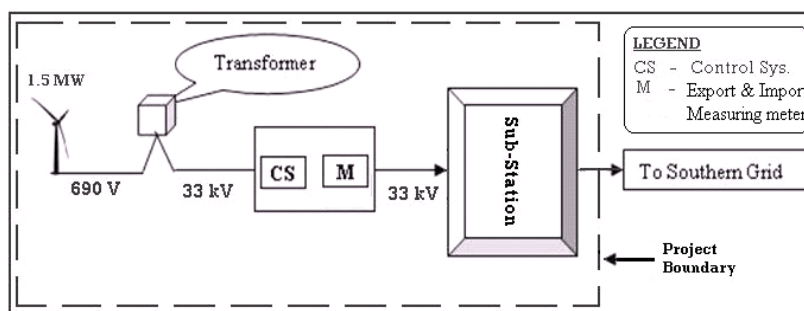 1.5 MW
Transformer
690 V
33 kV
CS
M
33 kV
Sub-Station
LEGEND
CS - Control Sys.
M - Export & Import
Measuring meter
To Southern Grid
Project
Boundary